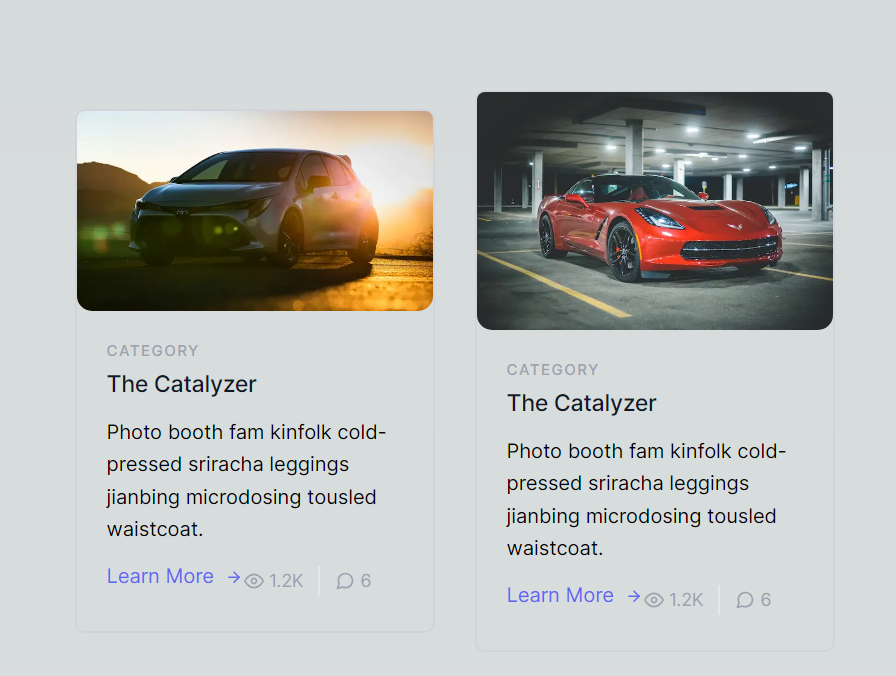 CATEGORY
The Catalyzer
Photo booth fam kinfolk cold-
pressed sriracha leggings
jianbing microdosing tousled
waistcoat.
Learn More → 1.2K 6
CATEGORY
The Catalyzer
Photo booth fam kinfolk cold-
pressed sriracha leggings
jianbing microdosing tousled
waistcoat.
Learn More → 1.2K 6